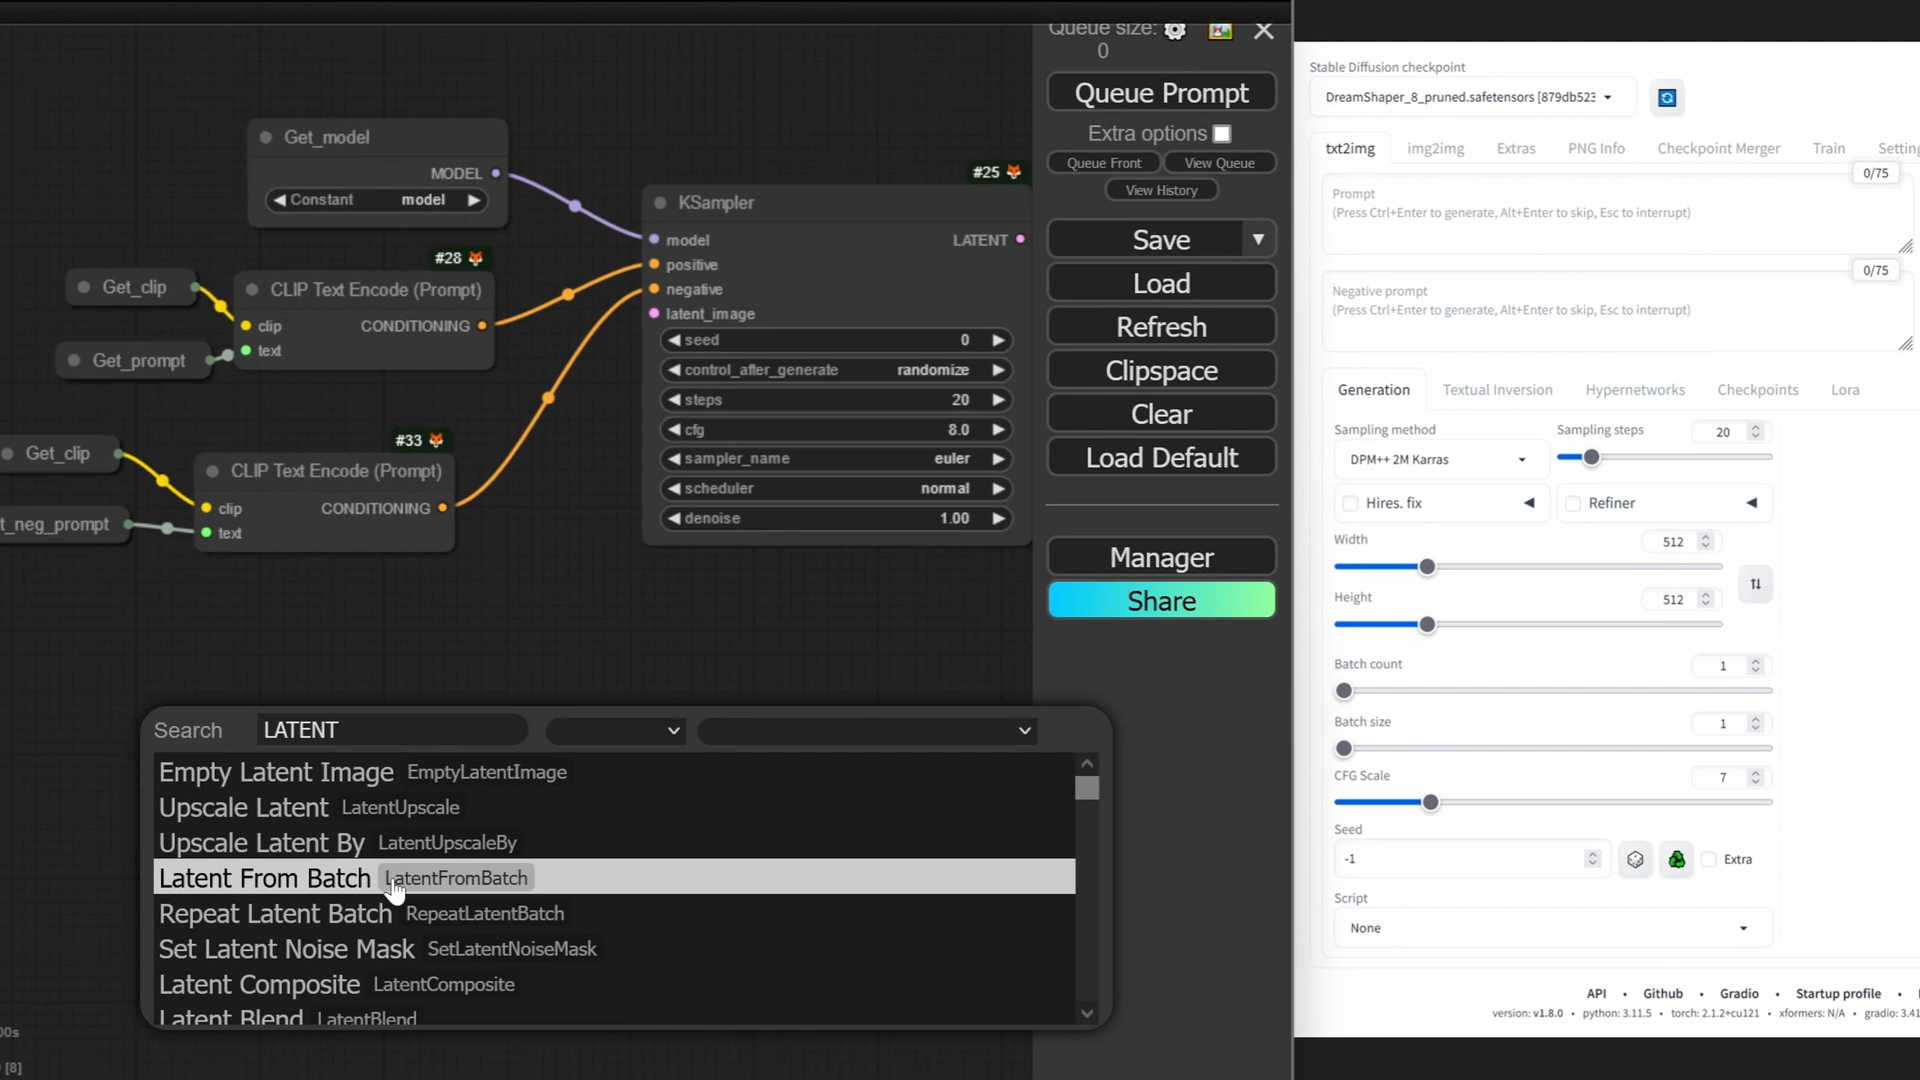 Queue size:
0
Queue Prompt
Extra options
Queue Front
View Queue
View History
Save
Load
Refresh
Clipspace
Clear
Load Default
Manager
Share
Get_model
MODEL
Constant model
#28
Get_clip
CLIP Text Encode (Prompt)
clip
CONDITIONING
text
Get_prompt
#33
Get_clip
CLIP Text Encode (Prompt)
clip
CONDITIONING
text
t_neg_prompt
#25
KSampler
model
LATENT
positive
negative
latent_image
seed 0
control_after_generate randomize
steps 20
cfg 8.0
sampler_name euler
scheduler normal
denoise 1.00
Search LATENT
Empty Latent Image EmptyLatentImage
Upscale Latent LatentUpscale
Upscale Latent By LatentUpscaleBy
Latent From Batch LatentFromBatch
Repeat Latent Batch RepeatLatentBatch
Set Latent Noise Mask SetLatentNoiseMask
Latent Composite LatentComposite
Latent Blend LatentBlend
00s
[8]
Stable Diffusion checkpoint
DreamShaper_8_pruned.safetensors [879db523
txt2img img2img Extras PNG Info Checkpoint Merger Train Setting
0/75
Prompt
(Press Ctrl+Enter to generate, Alt+Enter to skip, Esc to interrupt)
0/75
Negative prompt
(Press Ctrl+Enter to generate, Alt+Enter to skip, Esc to interrupt)
Generation Textual Inversion Hypernetworks Checkpoints Lora
Sampling method
DPM++ 2M Karras
Sampling steps 20
Hires. fix
Refiner
Width 512
Height 512
Batch count 1
Batch size 1
CFG Scale 7
Seed
-1
Extra
Script
None
API • Github • Gradio • Startup profile •
version: v1.8.0 • python: 3.11.5 • torch: 2.1.2+cu121 • xformers: N/A • gradio: 3.41